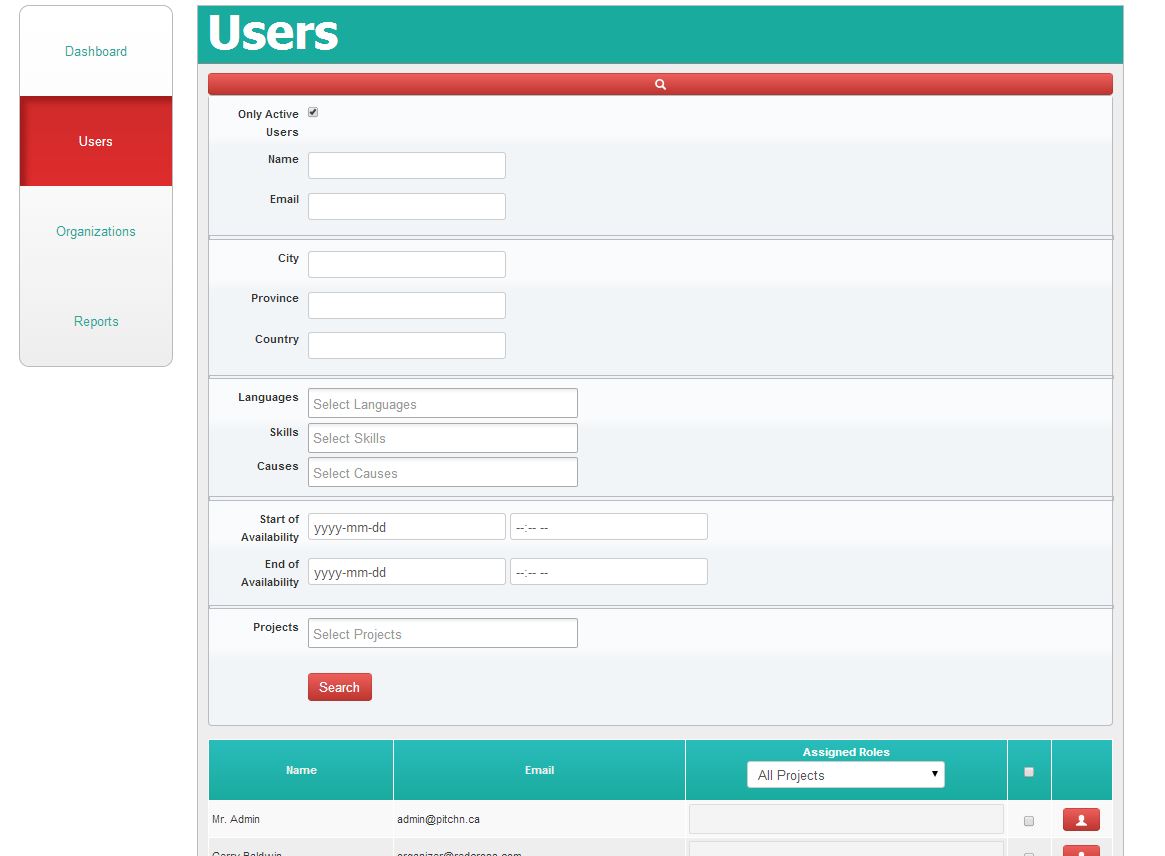 Dashboard
Users
Organizations
Reports
Users
Only Active
Users
Name
Email
City
Province
Country
Languages
Select Languages
Skills
Select Skills
Causes
Select Causes
Start of
Availability
yyyy-mm-dd --:-- --
End of
Availability
yyyy-mm-dd --:-- --
Projects
Select Projects
Search
Name
Email
Assigned Roles
All Projects
Mr. Admin
admin@pitchn.ca